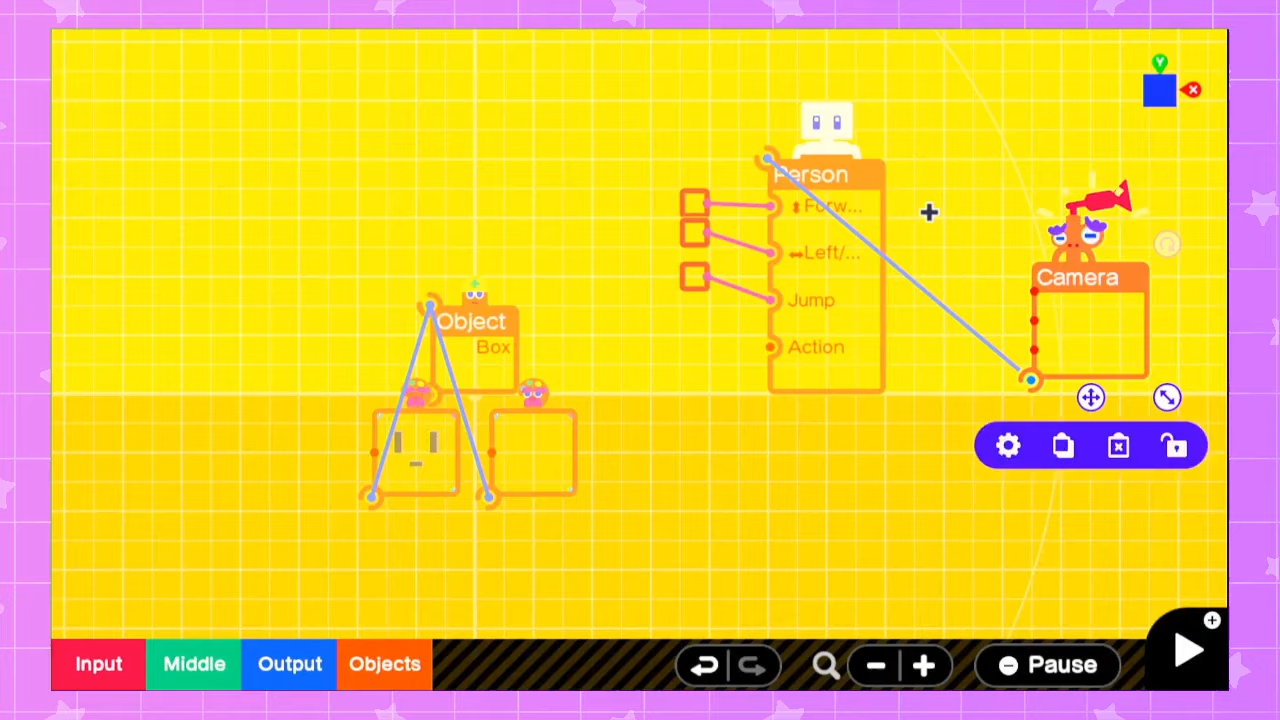 Y
X
Person
Forw...
Left/...
Jump
Action
Camera
Object
Box
Input
Middle
Output
Objects
Pause